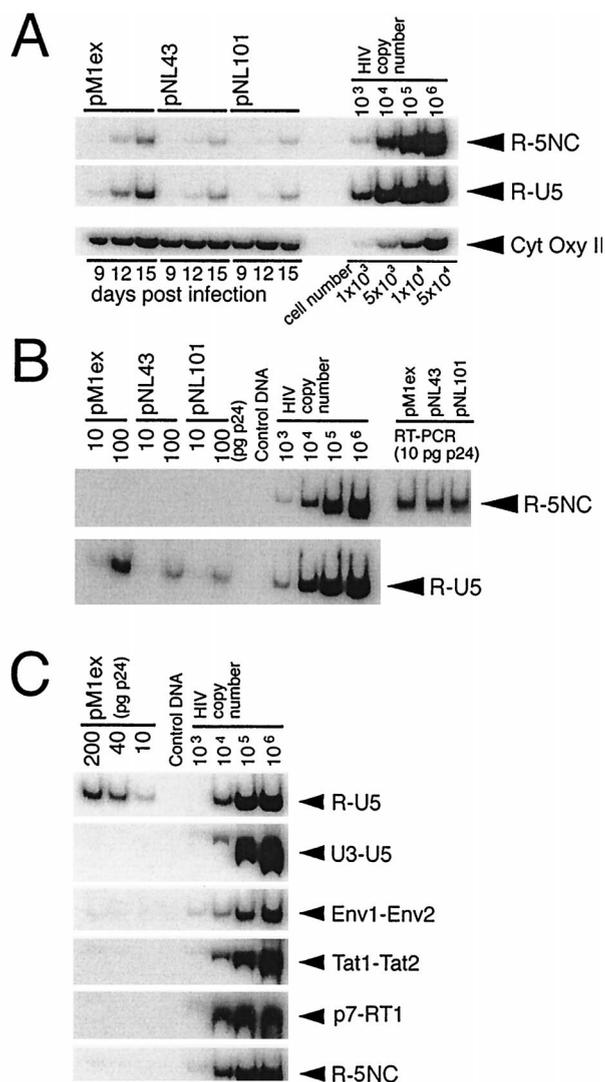 A
pM1ex
pNL43
pNL101
HIV
copy
number
10³ 10⁴ 10⁵ 10⁶
R-5NC
R-U5
Cyt Oxy II
9 12 15 9 12 15 9 12 15
days post infection
cell number
1x10³ 5x10³ 1x10⁴ 5x10⁴
B
pM1ex
pNL43
pNL101
10 100 10 100 10 100
(pg p24)
Control DNA
HIV
copy
number
10³ 10⁴ 10⁵ 10⁶
pM1ex
pNL43
pNL101
RT-PCR
(10 pg p24)
R-5NC
R-U5
C
pM1ex
(pg p24)
200 40 10
Control DNA
HIV
copy
number
10³ 10⁴ 10⁵ 10⁶
R-U5
U3-U5
Env1-Env2
Tat1-Tat2
p7-RT1
R-5NC